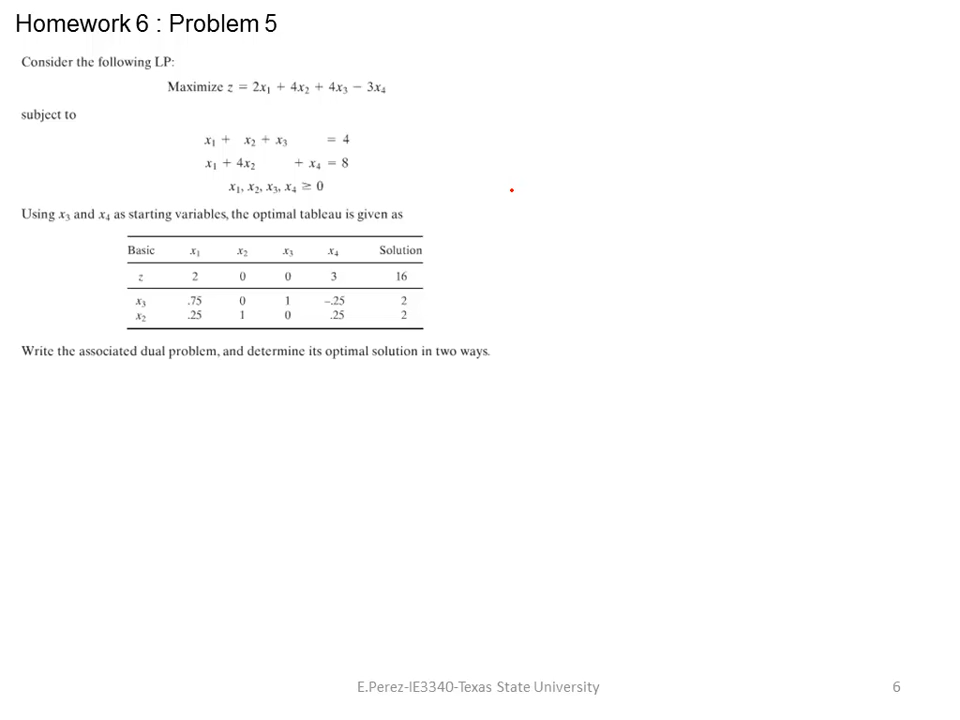 Homework 6 : Problem 5
Consider the following LP:
Maximize z = 2x₁ + 4x₂ + 4x₃ − 3x₄
subject to
x₁ + x₂ + x₃ = 4
x₁ + 4x₂ + x₄ = 8
x₁, x₂, x₃, x₄ ≥ 0
Using x₃ and x₄ as starting variables, the optimal tableau is given as
Basic x₁ x₂ x₃ x₄ Solution
z 2 0 0 3 16
x₃ .75 0 1 −.25 2
x₂ .25 1 0 .25 2
Write the associated dual problem, and determine its optimal solution in two ways.
E.Perez-IE3340-Texas State University 6